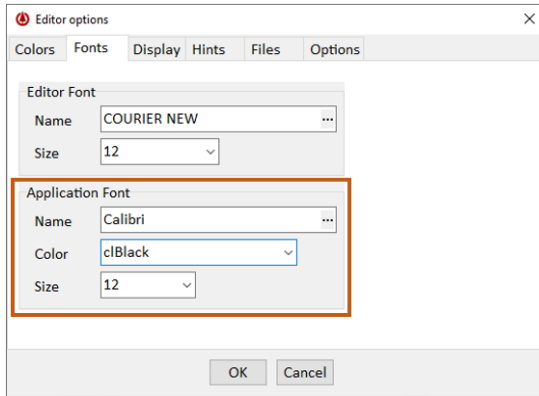 Editor options
Colors Fonts Display Hints Files Options
Editor Font
Name COURIER NEW ...
Size 12
Application Font
Name Calibri ...
Color clBlack
Size 12
OK Cancel